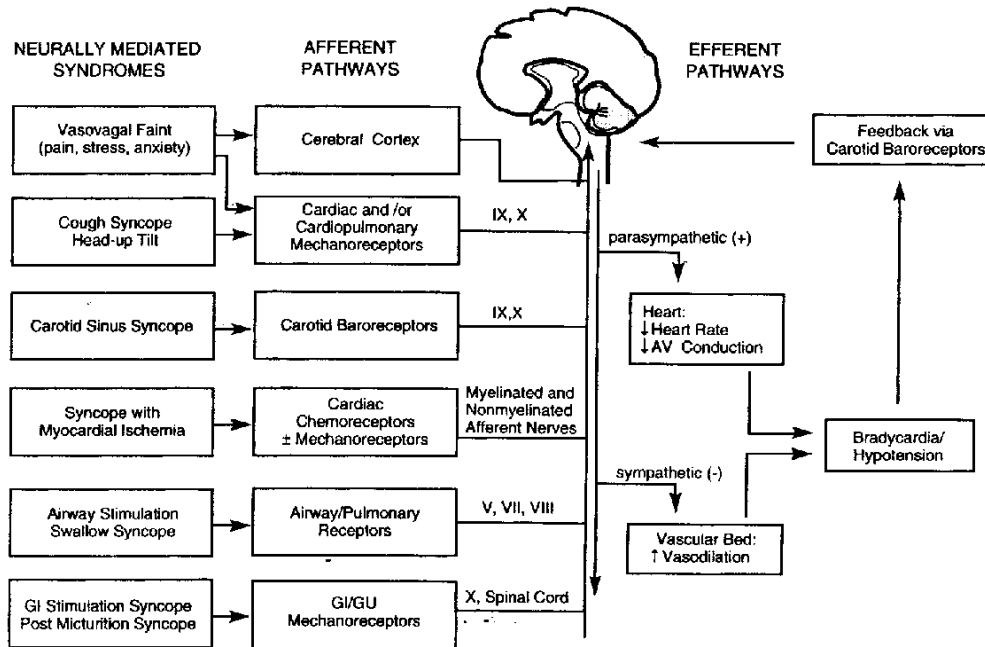 NEURALLY MEDIATED
SYNDROMES
AFFERENT
PATHWAYS
EFFERENT
PATHWAYS
Vasovagal Faint
(pain, stress, anxiety)
Cerebral Cortex
Feedback via
Carotid Baroreceptors
Cough Syncope
Head-up Tilt
Cardiac and /or
Cardiopulmonary
Mechanoreceptors
IX, X
parasympathetic (+)
Carotid Sinus Syncope
Carotid Baroreceptors
IX,X
Heart:
↓Heart Rate
↓AV Conduction
Syncope with
Myocardial Ischemia
Cardiac
Chemoreceptors
± Mechanoreceptors
Myelinated and
Nonmyelinated
Afferent Nerves
Bradycardia/
Hypotension
sympathetic (-)
Airway Stimulation
Swallow Syncope
Airway/Pulmonary
Receptors
V, VII, VIII
Vascular Bed:
↑ Vasodilation
GI Stimulation Syncope
Post Micturition Syncope
GI/GU
Mechanoreceptors
X, Spinal Cord